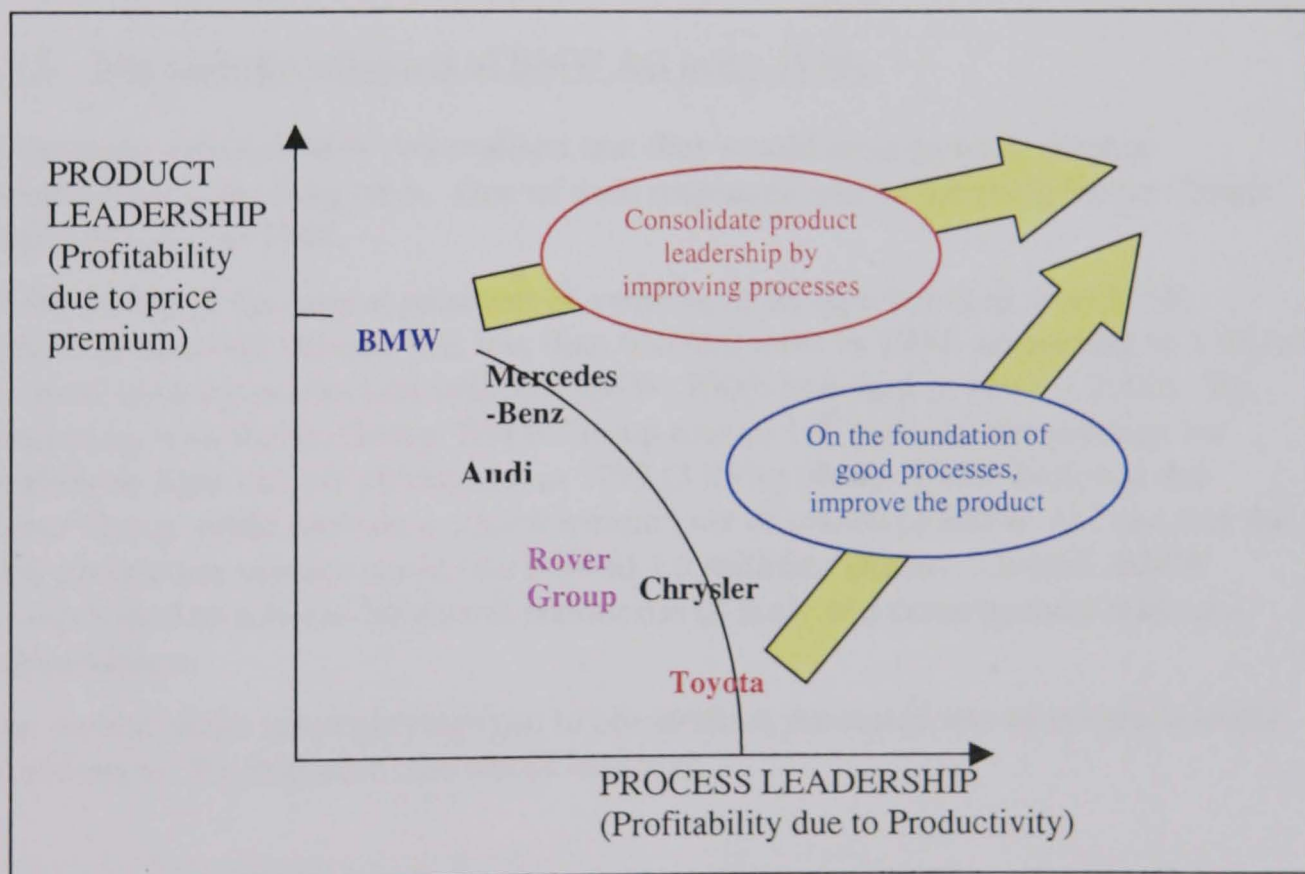 PRODUCT
LEADERSHIP
(Profitability
due to price
premium)
Consolidate product
leadership by
improving processes
BMW
Mercedes
-Benz
Audi
On the foundation of
good processes,
improve the product
Rover
Group
Chrysler
Toyota
PROCESS LEADERSHIP
(Profitability due to Productivity)